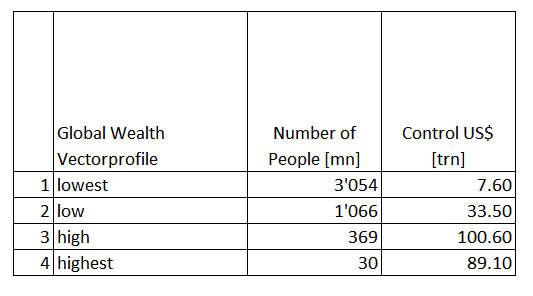 Global Wealth Number of Control US$
Vectorprofile People [mn] [trn]
1 lowest 3'054 7.60
2 low 1'066 33.50
3 high 369 100.60
4 highest 30 89.10